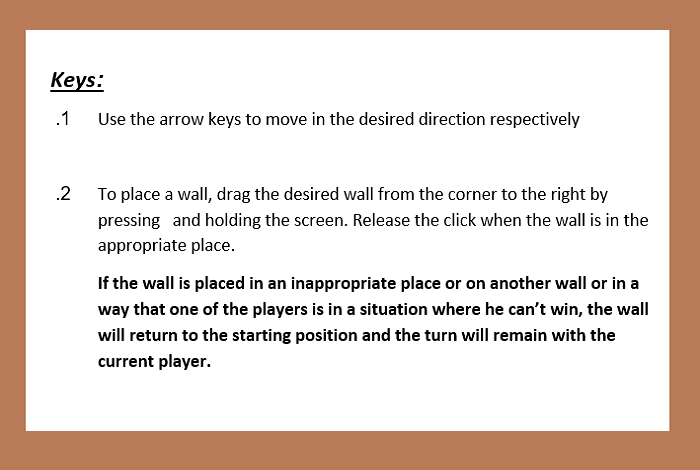 Keys:
.1 Use the arrow keys to move in the desired direction respectively
.2 To place a wall, drag the desired wall from the corner to the right by
pressing and holding the screen. Release the click when the wall is in the
appropriate place.
If the wall is placed in an inappropriate place or on another wall or in a
way that one of the players is in a situation where he can’t win, the wall
will return to the starting position and the turn will remain with the
current player.